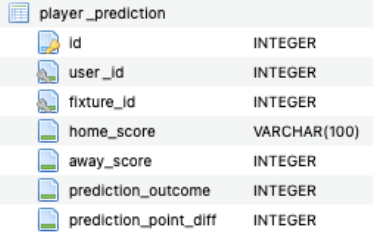 player_prediction
id INTEGER
user_id INTEGER
fixture_id INTEGER
home_score VARCHAR(100)
away_score INTEGER
prediction_outcome INTEGER
prediction_point_diff INTEGER